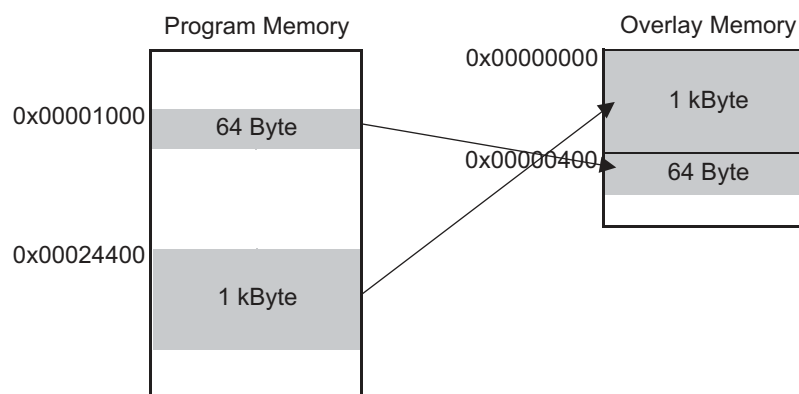 Program Memory
Overlay Memory
0x00000000
1 kByte
0x00001000
64 Byte
0x00000400
64 Byte
0x00024400
1 kByte